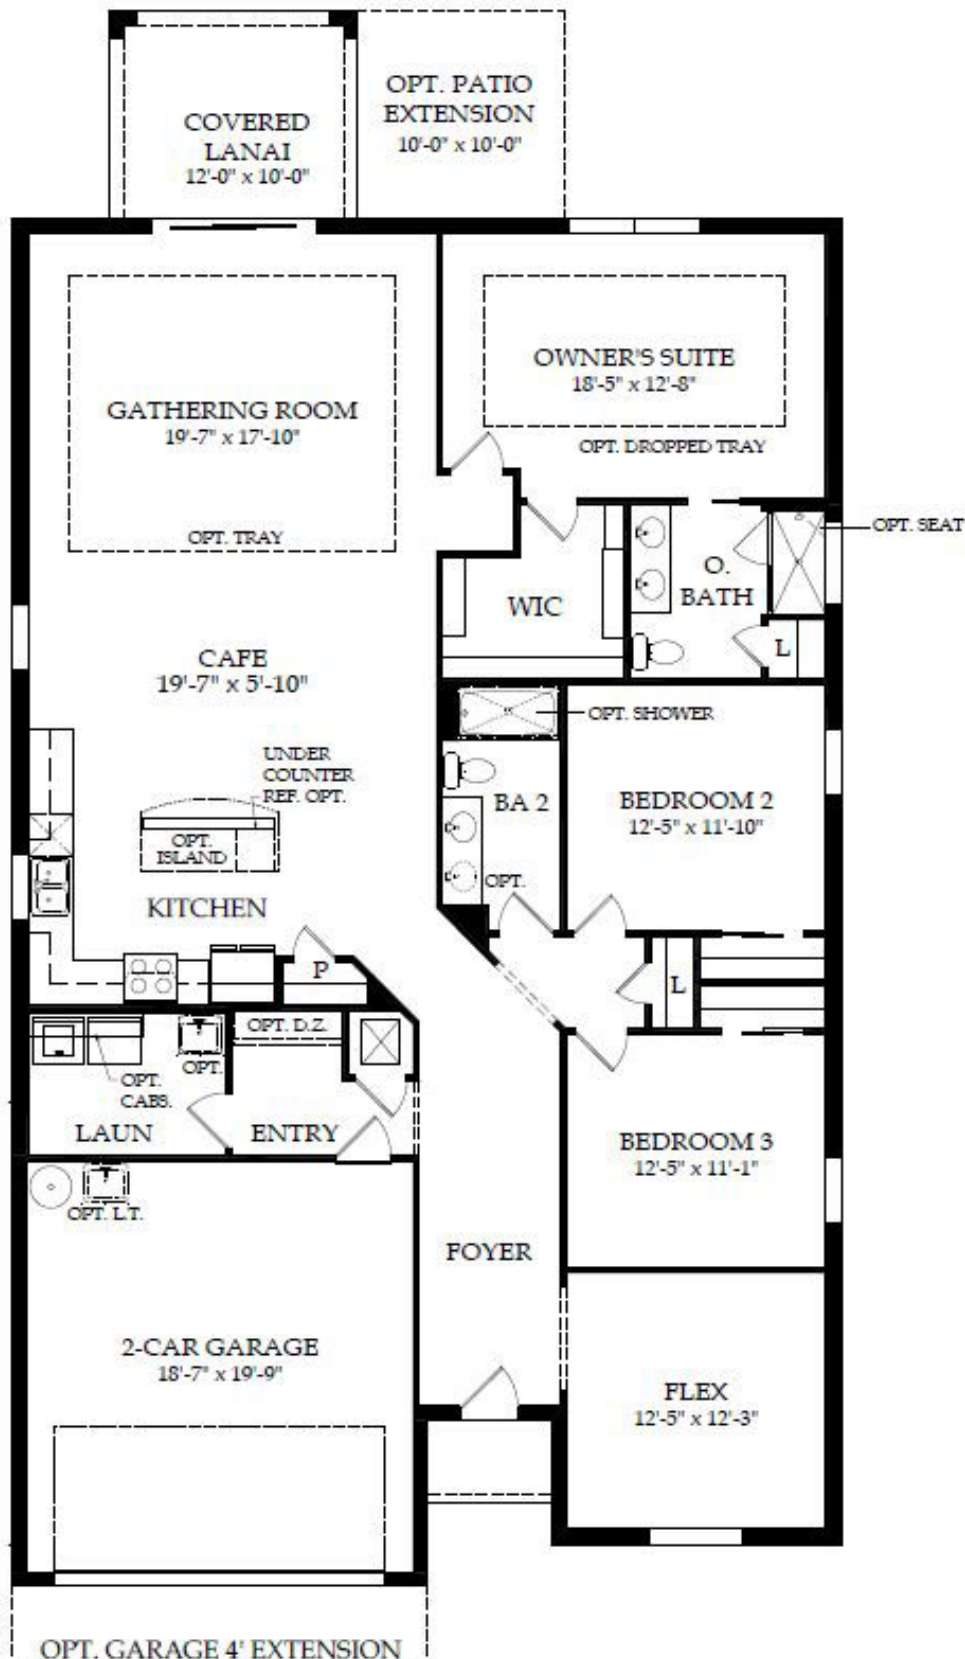 OPT. PATIO
EXTENSION
10'-0" x 10'-0"
COVERED
LANAI
12'-0" x 10'-0"
OWNER'S SUITE
18'-5" x 12'-8"
OPT. DROPPED TRAY
GATHERING ROOM
19'-7" x 17'-10"
OPT. TRAY
OPT. SEAT
O.
BATH
WIC
L
CAFE
19'-7" x 5'-10"
OPT. SHOWER
UNDER
COUNTER
REF. OPT.
BA 2
BEDROOM 2
12'-5" x 11'-10"
OPT.
ISLAND
OPT.
KITCHEN
P
L
OPT. D.Z.
OPT.
OPT.
CABS.
LAUN
ENTRY
BEDROOM 3
12'-5" x 11'-1"
OPT. L.T.
FOYER
2-CAR GARAGE
18'-7" x 19'-9"
FLEX
12'-5" x 12'-3"
OPT. GARAGE 4' EXTENSION